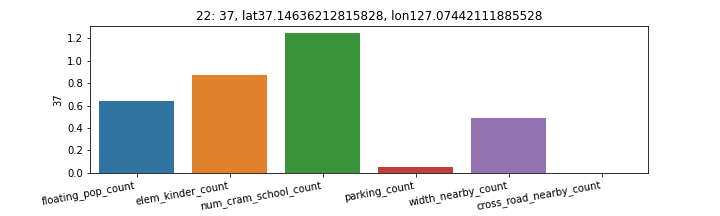 22: 37, lat37.14636212815828, lon127.07442111885528
1.2
1.0
0.8
0.6
0.4
0.2
0.0
37
floating_pop_count
elem_kinder_count
num_cram_school_count
parking_count
width_nearby_count
cross_road_nearby_count